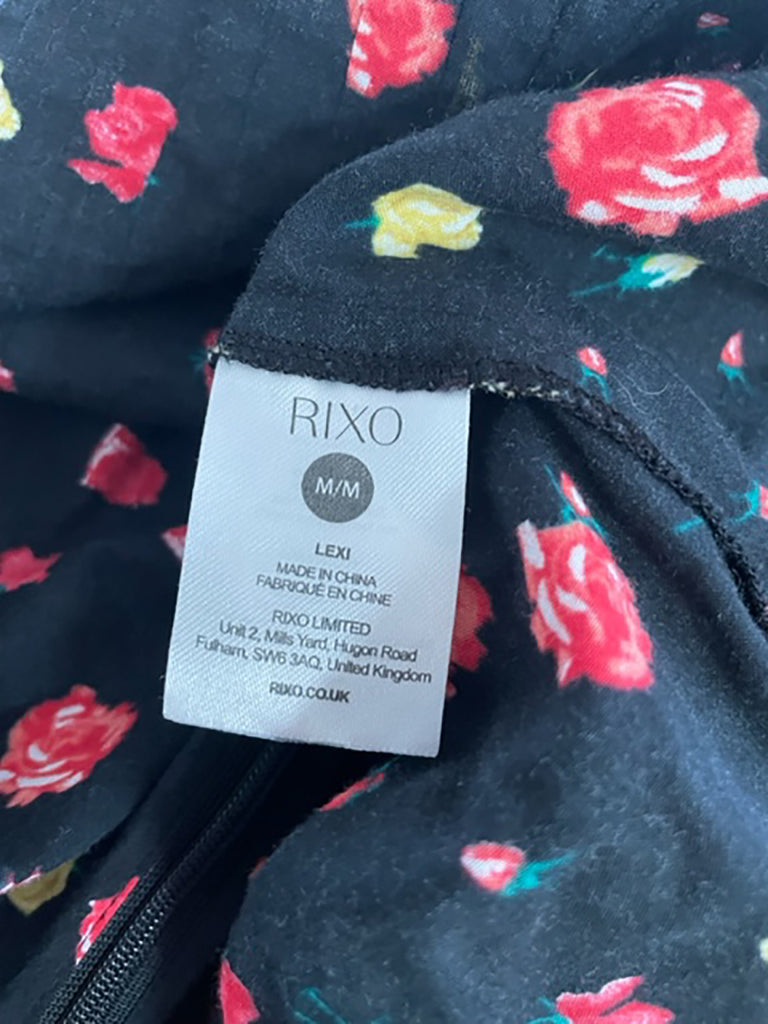 RIXO
M/M
LEXI
MADE IN CHINA
FABRIQUÉ EN CHINE
RIXO LIMITED
Unit 2, Mills Yard, Hugon Road
Fulham, SW6 3AQ, United Kingdom
RIXO.CO.UK